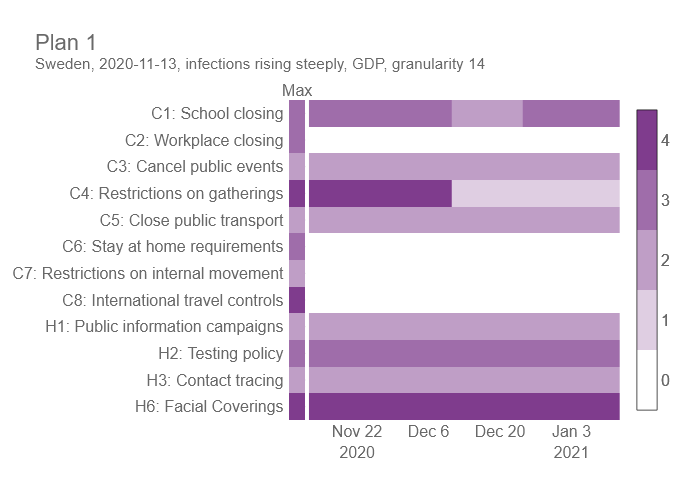 Plan 1
Sweden, 2020-11-13, infections rising steeply, GDP, granularity 14
Max
C1: School closing
C2: Workplace closing
C3: Cancel public events
C4: Restrictions on gatherings
C5: Close public transport
C6: Stay at home requirements
C7: Restrictions on internal movement
C8: International travel controls
H1: Public information campaigns
H2: Testing policy
H3: Contact tracing
H6: Facial Coverings
4
3
2
1
0
Nov 22 Dec 6 Dec 20 Jan 3
2020 2021